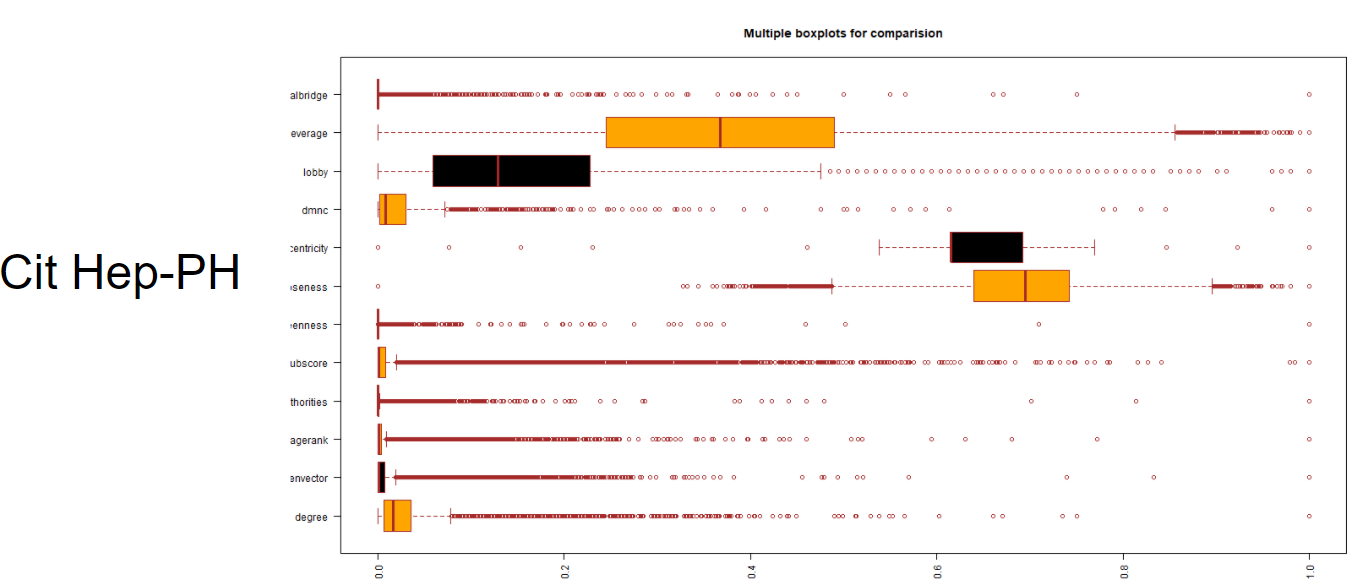 Multiple boxplots for comparision
albridge
everage
lobby
dmnc
centricity
oseness
enness
ubscore
thorities
agerank
envector
degree
Cit Hep-PH
0.0 0.2 0.4 0.6 0.8 1.0